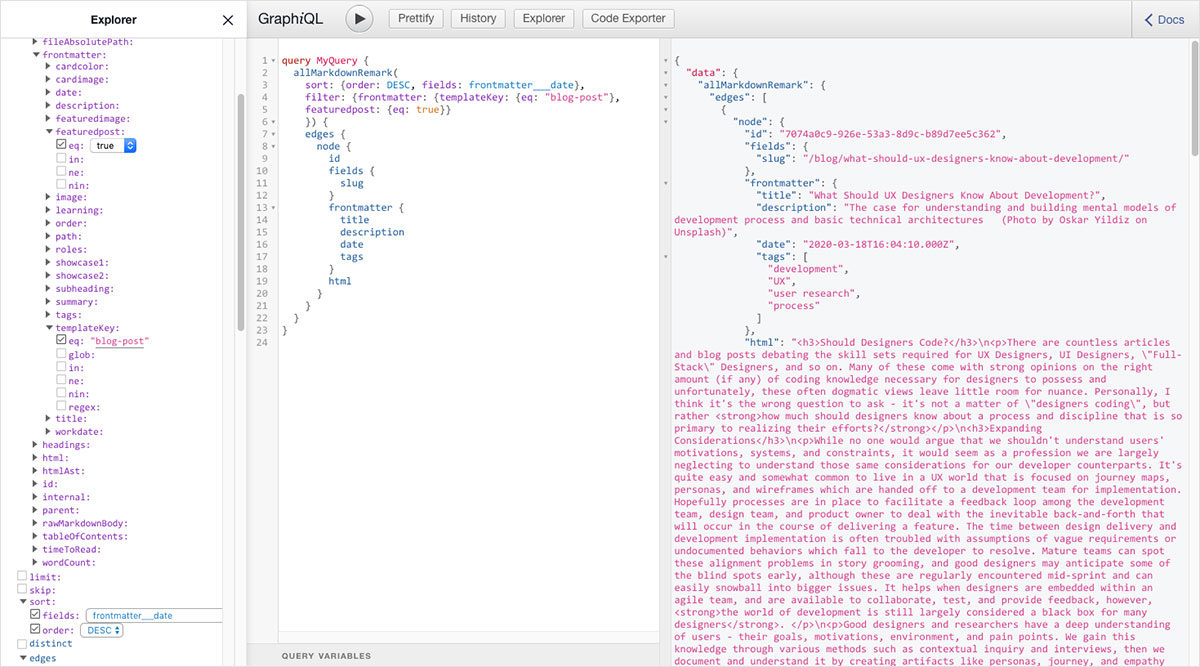 Explorer
GraphiQL
Prettify
History
Explorer
Code Exporter
Docs
fileAbsolutePath:
frontmatter:
cardcolor:
cardimage:
date:
description:
featuredimage:
featuredpost:
eq: true
in:
ne:
nin:
image:
learning:
order:
path:
roles:
showcase1:
showcase2:
subheading:
summary:
tags:
templateKey:
eq: "blog-post"
glob:
in:
ne:
nin:
regex:
title:
workdate:
headings:
html:
htmlAst:
id:
internal:
parent:
rawMarkdownBody:
tableOfContents:
timeToRead:
wordCount:
limit:
skip:
sort:
fields: frontmatter___date
order: DESC
distinct
edges
1 query MyQuery {
2 allMarkdownRemark(
3 sort: {order: DESC, fields: frontmatter___date},
4 filter: {frontmatter: {templateKey: {eq: "blog-post"},
5 featuredpost: {eq: true}}
6 }) {
7 edges {
8 node {
9 id
10 fields {
11 slug
12 }
13 frontmatter {
14 title
15 description
16 date
17 tags
18 }
19 html
20 }
21 }
22 }
23 }
24
QUERY VARIABLES
{
"data": {
"allMarkdownRemark": {
"edges": [
{
"node": {
"id": "7074a0c9-926e-53a3-8d9c-b89d7ee5c362",
"fields": {
"slug": "/blog/what-should-ux-designers-know-about-development/"
},
"frontmatter": {
"title": "What Should UX Designers Know About Development?",
"description": "The case for understanding and building mental models of
development process and basic technical architectures (Photo by Oskar Yildiz on
Unsplash)",
"date": "2020-03-18T16:04:10.000Z",
"tags": [
"development",
"UX",
"user research",
"process"
]
},
"html": "<h3>Should Designers Code?</h3>\n<p>There are countless articles
and blog posts debating the skill sets required for UX Designers, UI Designers, \"Full-
Stack\" Designers, and so on. Many of these come with strong opinions on the right
amount (if any) of coding knowledge necessary for designers to possess and
unfortunately, these often dogmatic views leave little room for nuance. Personally, I
think it's the wrong question to ask - it's not a matter of \"designers coding\", but
rather <strong>how much should designers know about a process and discipline that is so
primary to realizing their efforts?</strong></p>\n<h3>Expanding
Considerations</h3>\n<p>While no one would argue that we shouldn't understand users'
motivations, systems, and constraints, it would seem as a profession we are largely
neglecting to understand those same considerations for our developer counterparts. It's
quite easy and somewhat common to live in a UX world that is focused on journey maps,
personas, and wireframes which are handed off to a development team for implementation.
Hopefully processes are in place to facilitate a feedback loop among the development
team, design team, and product owner to deal with the inevitable back-and-forth that
will occur in the course of delivering a feature. The time between design delivery and
development implementation is often troubled with assumptions of vague requirements or
undocumented behaviors which fall to the developer to resolve. Mature teams can spot
these alignment problems in story grooming, and good designers may anticipate some of
the blind spots early, although these are regularly encountered mid-sprint and can
easily snowball into bigger issues. It helps when designers are embedded within an
agile team, and are available to collaborate, test, and provide feedback, however,
<strong>the world of development is still largely considered a black box for many
designers</strong>. </p>\n<p>Good designers and researchers have a deep understanding
of users - their goals, motivations, environment, and pain points. We gain this
knowledge through various methods such as contextual inquiry and interviews, then we
document and understand it by creating artifacts like personas, journey, and empathy